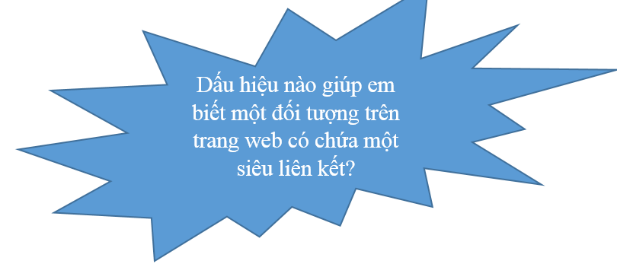 Dấu hiệu nào giúp em
biết một đối tượng trên
trang web có chứa một
siêu liên kết?